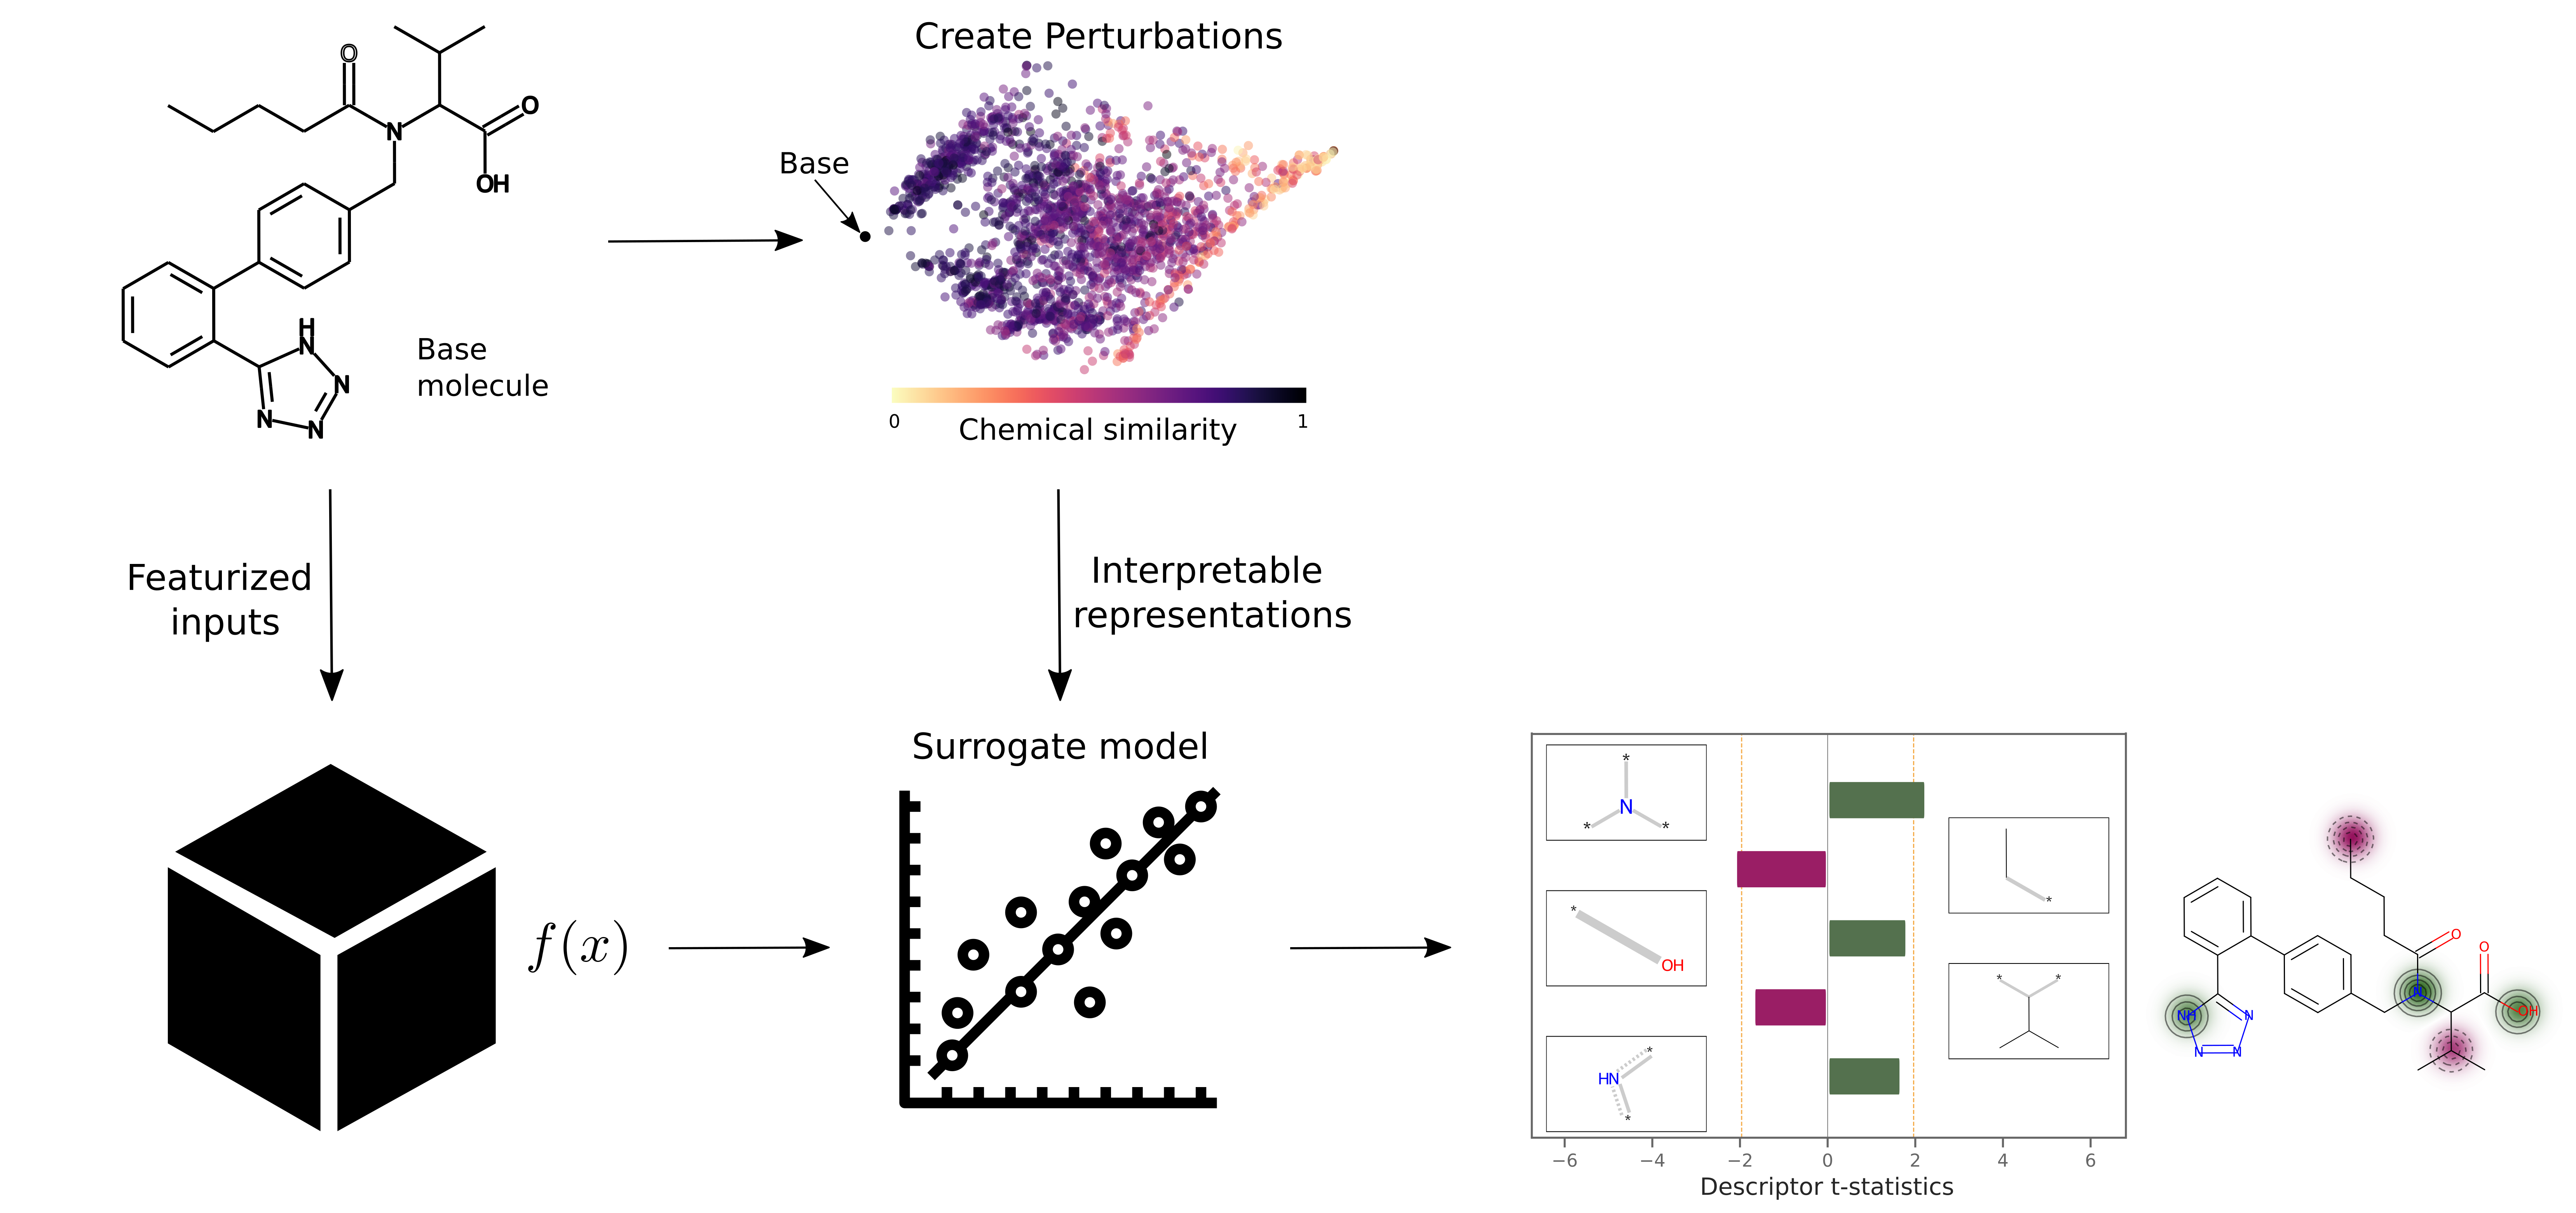 O
N
O
OH
H
N
N
N
N
Base
molecule
Create Perturbations
Base
0
1
Chemical similarity
Featurized
inputs
Interpretable
representations
f(x)
Surrogate model
*
N
*
*
*
*
OH
*
*
*
HN
*
−6
−4
−2
0
2
4
6
Descriptor t-statistics
O
O
N
OH
NH
N
N
N